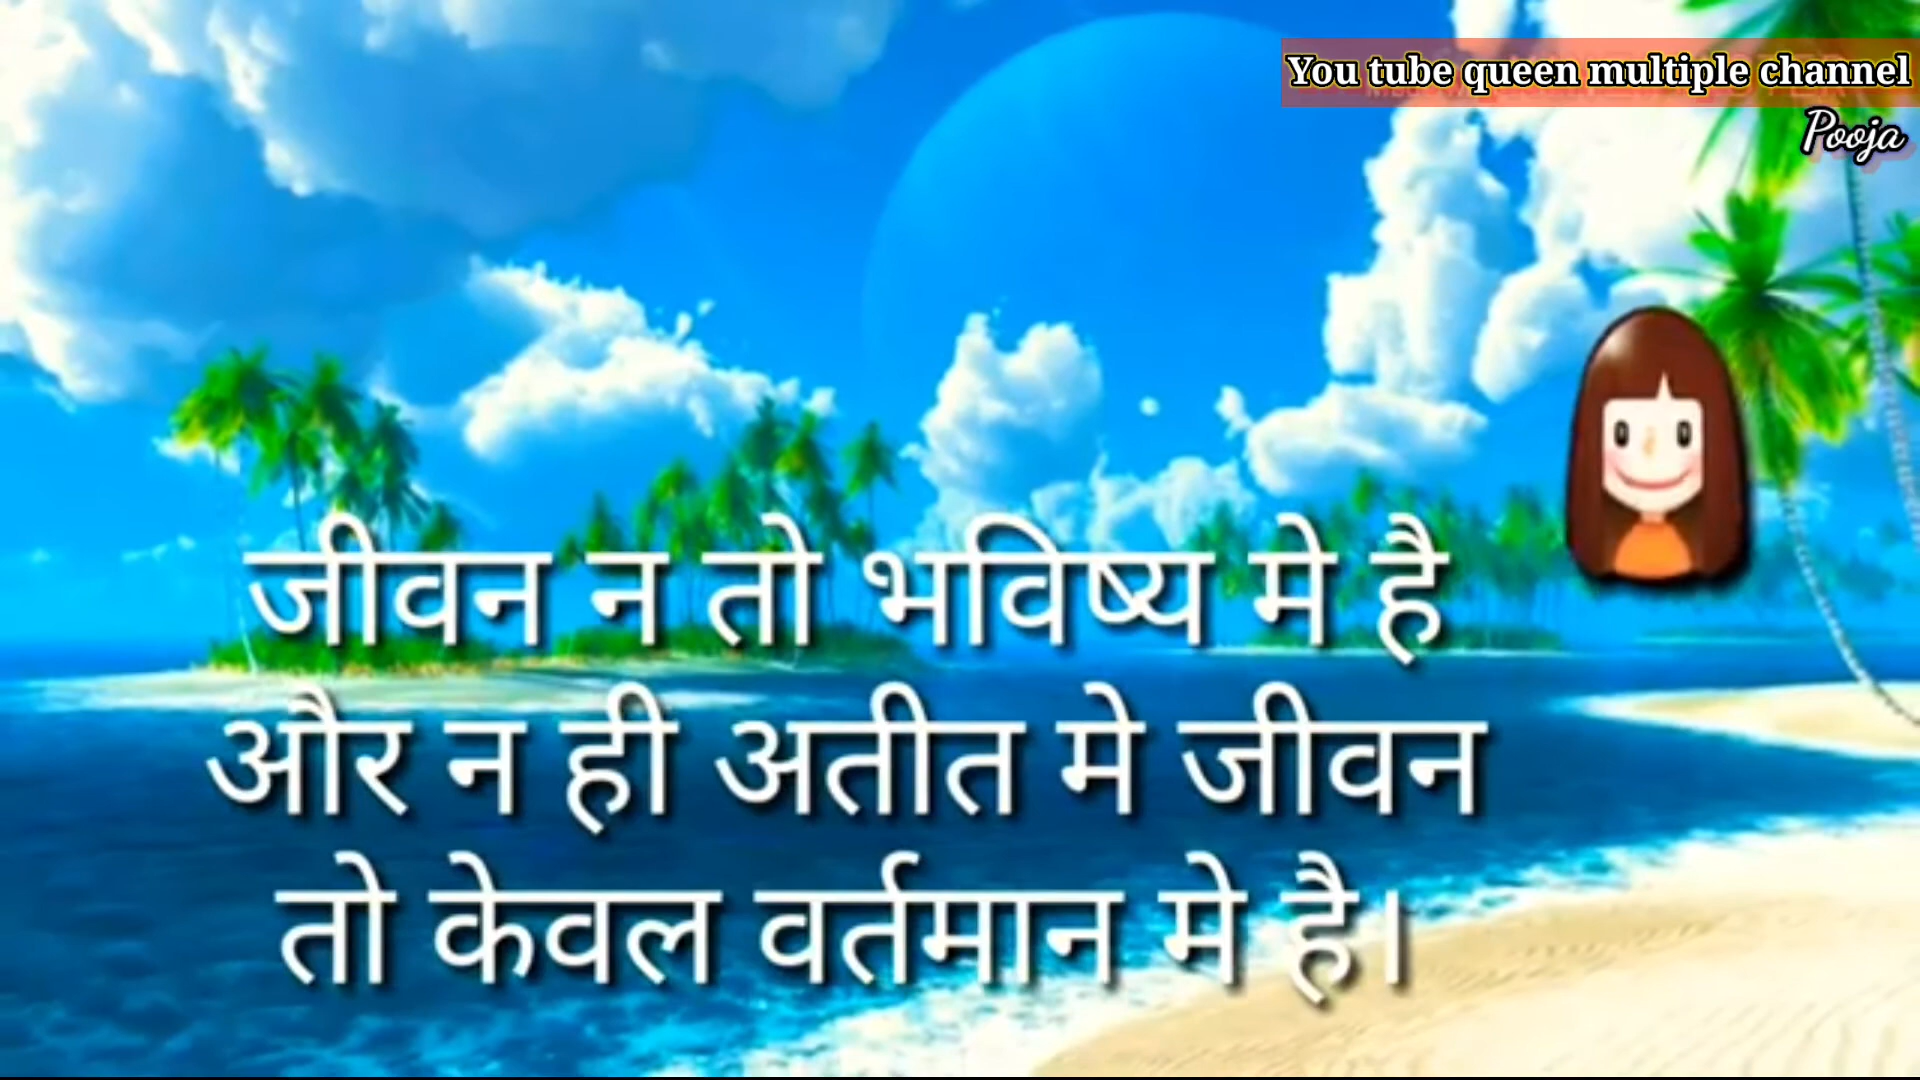 You tube queen multiple channel
Pooja
जीवन न तो भविष्य मे है
और न ही अतीत मे जीवन
तो केवल वर्तमान मे है।